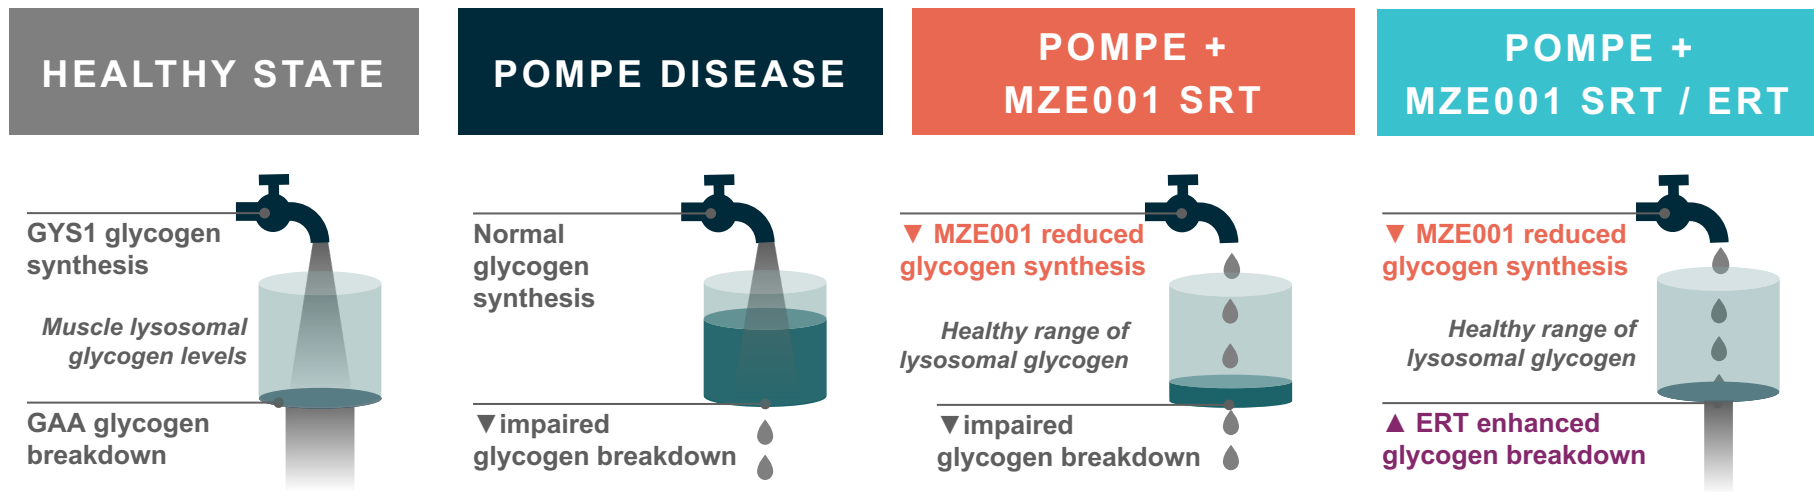 HEALTHY STATE
GYS1 glycogen
synthesis
Muscle lysosomal
glycogen levels
GAA glycogen
breakdown
POMPE DISEASE
Normal
glycogen
synthesis
▼impaired
glycogen breakdown
POMPE +
MZE001 SRT
▼ MZE001 reduced
glycogen synthesis
Healthy range of
lysosomal glycogen
▼impaired
glycogen breakdown
POMPE +
MZE001 SRT / ERT
▼ MZE001 reduced
glycogen synthesis
Healthy range of
lysosomal glycogen
▲ ERT enhanced
glycogen breakdown